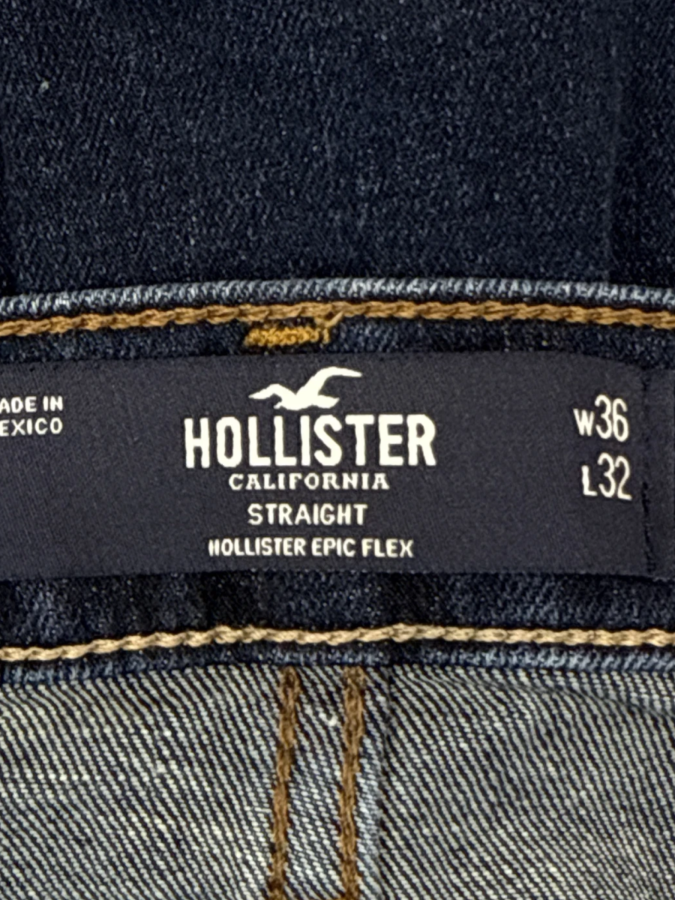 ADE IN
EXICO
HOLLISTER
CALIFORNIA
STRAIGHT
HOLLISTER EPIC FLEX
W36
L32